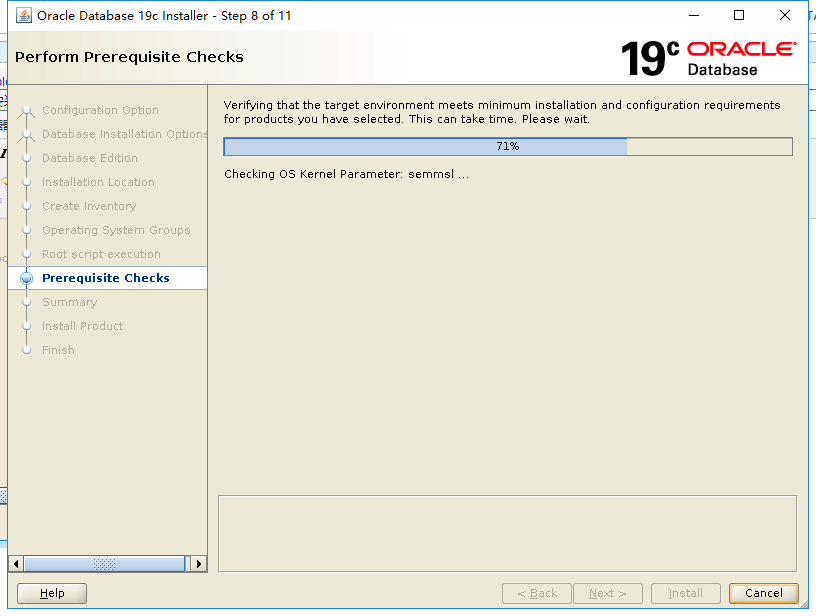 Oracle Database 19c Installer - Step 8 of 11
Perform Prerequisite Checks
19c ORACLE
Database
Configuration Option
Database Installation Options
Database Edition
Installation Location
Create Inventory
Operating System Groups
Root script execution
Prerequisite Checks
Summary
Install Product
Finish
Verifying that the target environment meets minimum installation and configuration requirements
for products you have selected. This can take time. Please wait.
71%
Checking OS Kernel Parameter: semmsl ...
Help
< Back
Next >
Install
Cancel